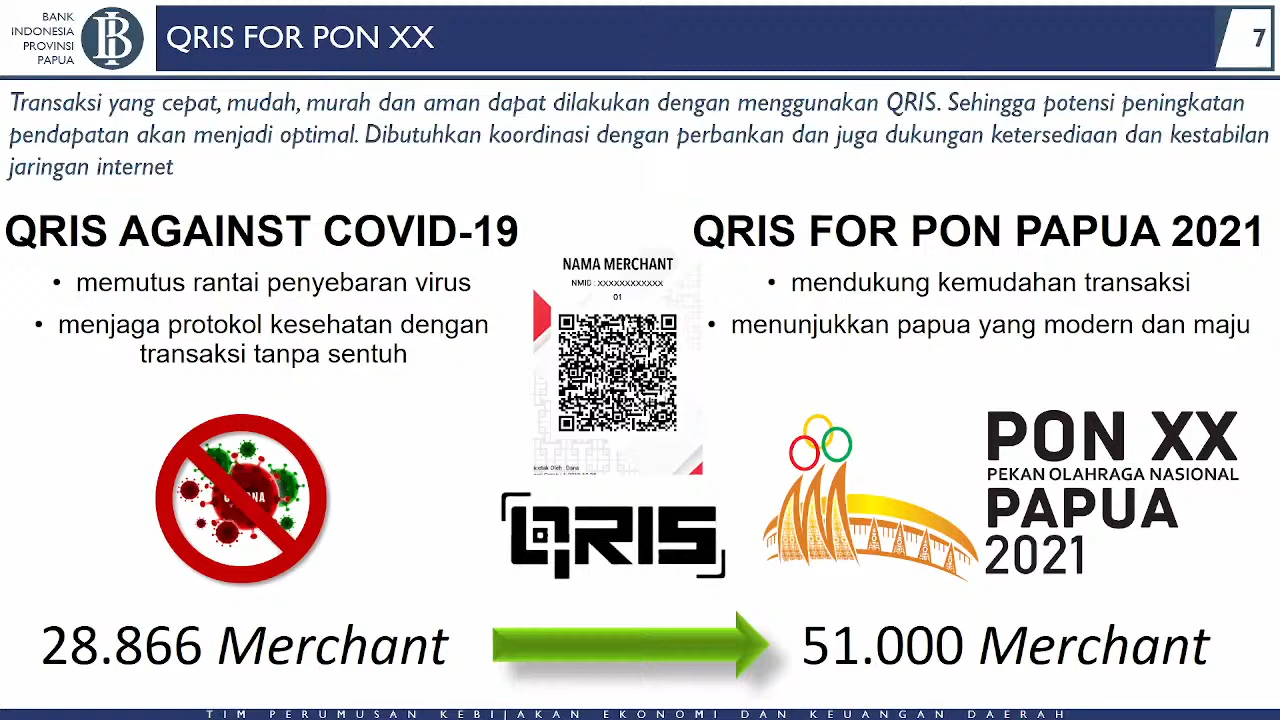 BANK
INDONESIA
PROVINSI
PAPUA
QRIS FOR PON XX
7
Transaksi yang cepat, mudah, murah dan aman dapat dilakukan dengan menggunakan QRIS. Sehingga potensi peningkatan
pendapatan akan menjadi optimal. Dibutuhkan koordinasi dengan perbankan dan juga dukungan ketersediaan dan kestabilan
jaringan internet
QRIS AGAINST COVID-19
• memutus rantai penyebaran virus
• menjaga protokol kesehatan dengan
transaksi tanpa sentuh
NAMA MERCHANT
NMID : XXXXXXXXXXXX
01
Dicetak Oleh : Dana
QRIS
QRIS FOR PON PAPUA 2021
• mendukung kemudahan transaksi
• menunjukkan papua yang modern dan maju
PON XX
PEKAN OLAHRAGA NASIONAL
PAPUA
2021
28.866 Merchant
51.000 Merchant
TIM PERUMUSAN KEBIJAKAN EKONOMI DAN KEUANGAN DAERAH